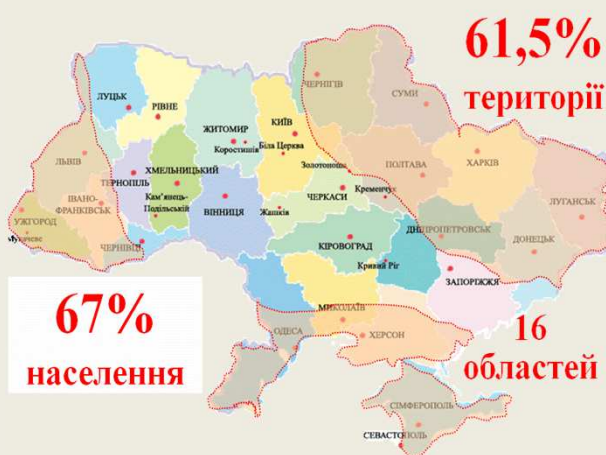 61,5%
території
ЧЕРНІГІВ
СУМИ
ЛУЦЬК
РІВНЕ
ЖИТОМИР
КИЇВ
Коростишів
Біла Церква
ЛЬВІВ
ТЕРНОПІЛЬ
ХМЕЛЬНИЦЬКИЙ
Золотоноша
ПОЛТАВА
ХАРКІВ
ІВАНО-
ФРАНКІВСЬК
Кам'янець-
Подільській
ВІННИЦЯ
Жашків
ЧЕРКАСИ
Кременчук
ЛУГАНСЬК
УЖГОРОД
Мукачеве
ЧЕРНІВЦІ
КІРОВОГРАД
ДНІПРОПЕТРОВСЬК
ДОНЕЦЬК
Кривий Ріг
ЗАПОРІЖЖЯ
67%
населення
МИКОЛАЇВ
ОДЕСА
ХЕРСОН
16
областей
СІМФЕРОПОЛЬ
СЕВАСТОПОЛЬ